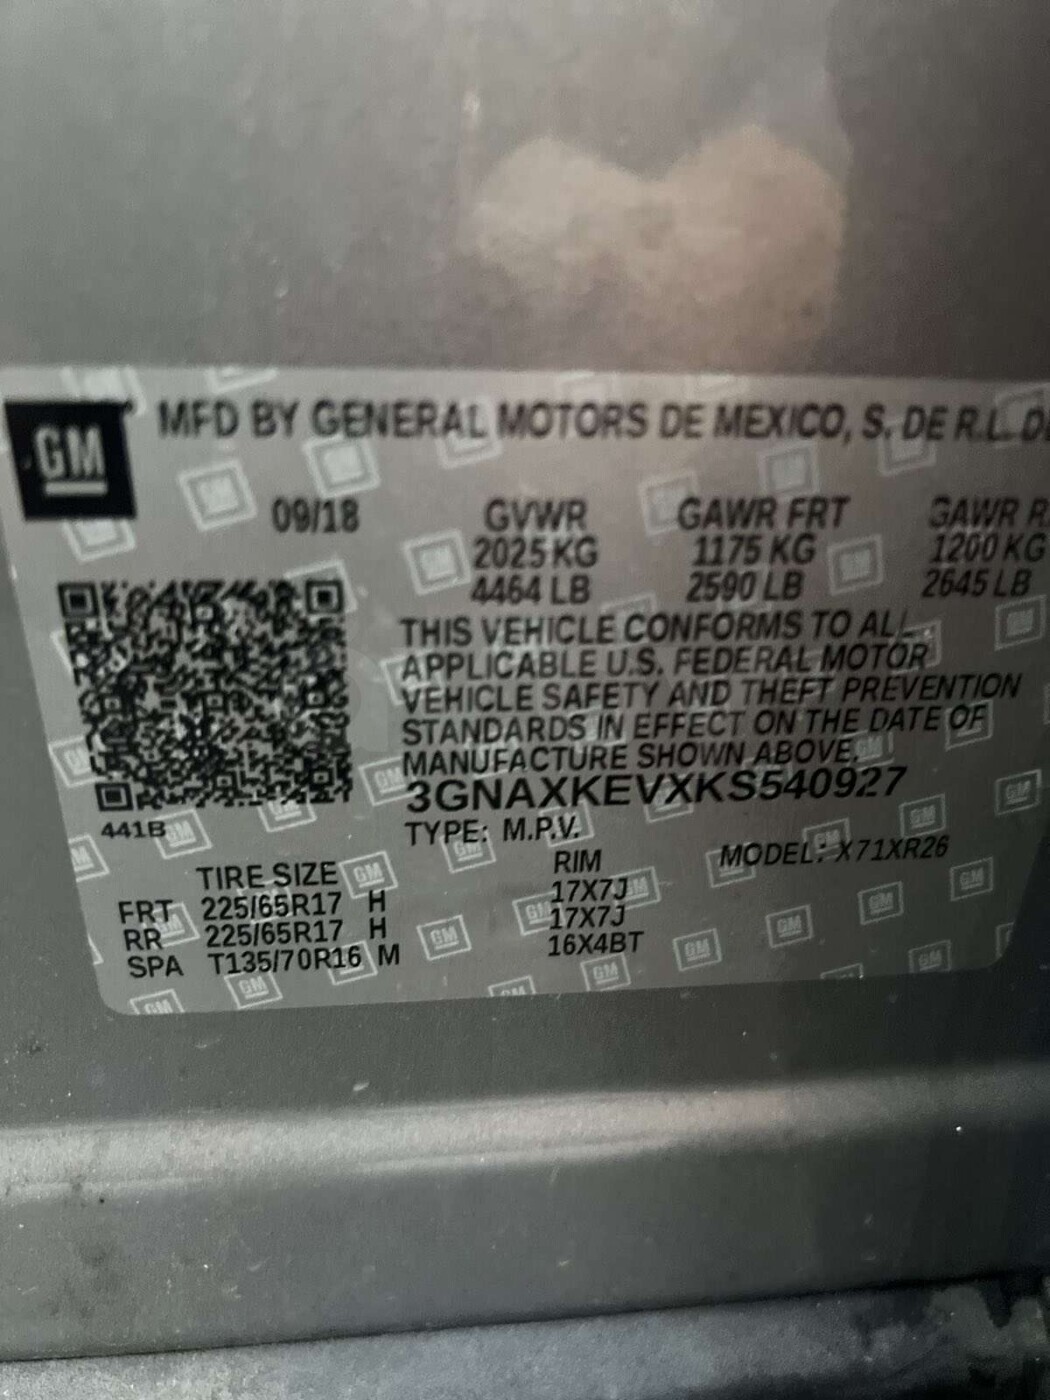 GM MFD BY GENERAL MOTORS DE MEXICO, S. DE R.L. DE
09/18 GVWR GAWR FRT GAWR R
2025 KG 1175 KG 1200 KG
4464 LB 2590 LB 2645 LB
THIS VEHICLE CONFORMS TO ALL
APPLICABLE U.S. FEDERAL MOTOR
VEHICLE SAFETY AND THEFT PREVENTION
STANDARDS IN EFFECT ON THE DATE OF
MANUFACTURE SHOWN ABOVE.
3GNAXKEVXKS540927
441B TYPE: M.P.V. MODEL: X71XR26
TIRE SIZE RIM
FRT 225/65R17 H 17X7J
RR 225/65R17 H 17X7J
SPA T135/70R16 M 16X4BT